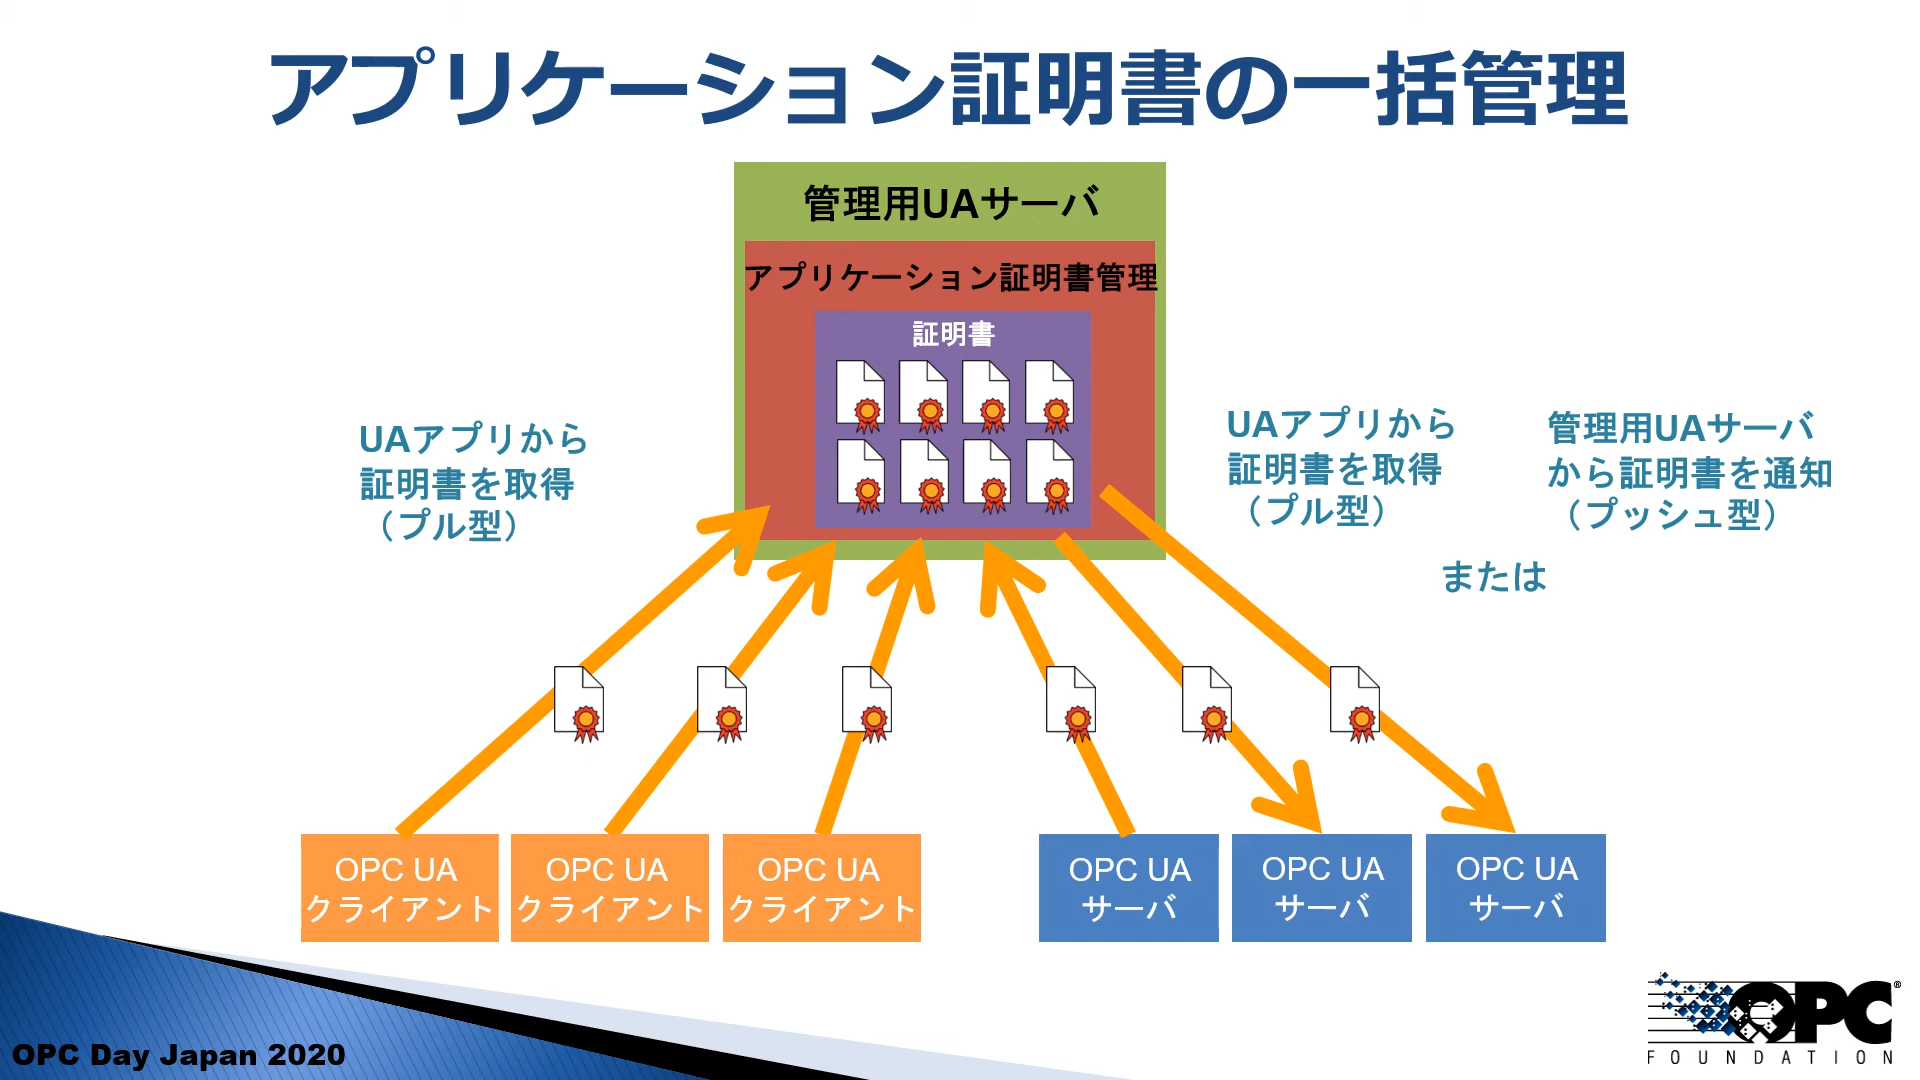 アプリケーション証明書の一括管理
管理用UAサーバ
アプリケーション証明書管理
証明書
UAアプリから
証明書を取得
（プル型）
UAアプリから
証明書を取得
（プル型）
管理用UAサーバ
から証明書を通知
（プッシュ型）
または
OPC UA
クライアント
OPC UA
クライアント
OPC UA
クライアント
OPC UA
サーバ
OPC UA
サーバ
OPC UA
サーバ
OPC Day Japan 2020
OPC®
FOUNDATION